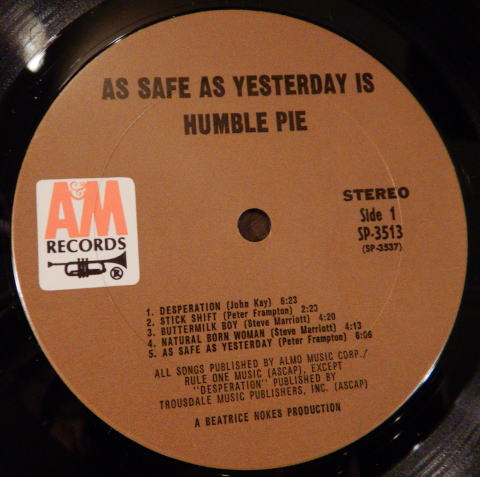 AS SAFE AS YESTERDAY IS
HUMBLE PIE
A&M
RECORDS
®
STEREO
Side 1
SP-3513
(SP-3537)
1. DESPERATION (John Kay) 6:23
2. STICK SHIFT (Peter Frampton) 2:23
3. BUTTERMILK BOY (Steve Marriott) 4:20
4. NATURAL BORN WOMAN (Steve Marriott) 4:13
5. AS SAFE AS YESTERDAY (Peter Frampton) 6:06
ALL SONGS PUBLISHED BY ALMO MUSIC CORP./
RULE ONE MUSIC (ASCAP), EXCEPT
"DESPERATION" PUBLISHED BY
TROUSDALE MUSIC PUBLISHERS, INC. (ASCAP)
A BEATRICE NOKES PRODUCTION